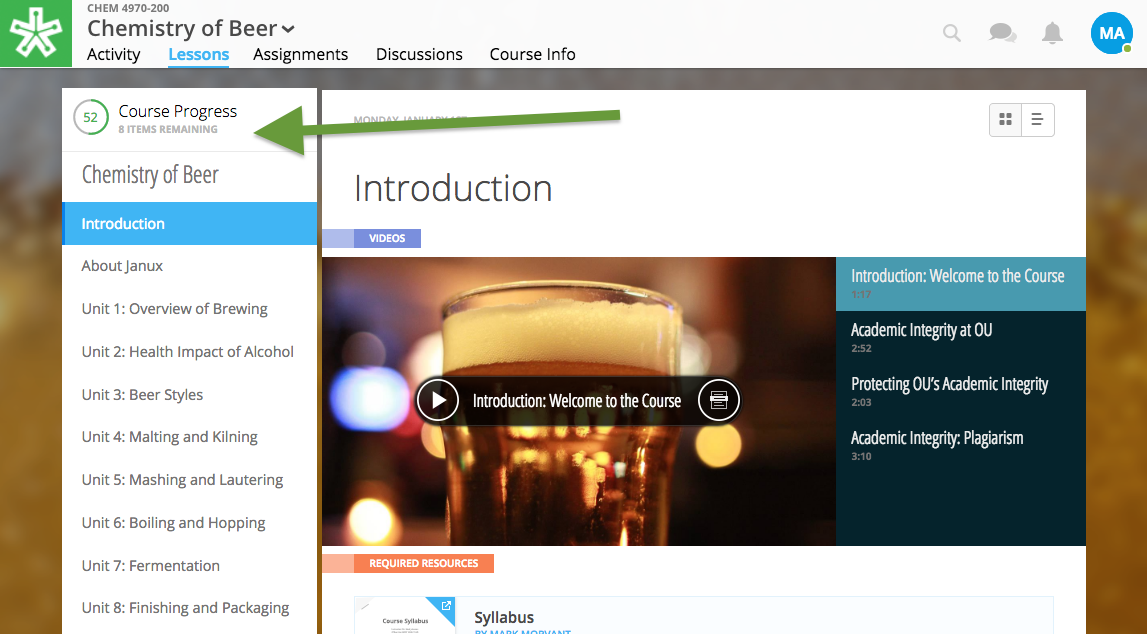 CHEM 4970-200
Chemistry of Beer
Activity Lessons Assignments Discussions Course Info
MA
52
Course Progress
8 ITEMS REMAINING
Chemistry of Beer
Introduction
About Janux
Unit 1: Overview of Brewing
Unit 2: Health Impact of Alcohol
Unit 3: Beer Styles
Unit 4: Malting and Kilning
Unit 5: Mashing and Lautering
Unit 6: Boiling and Hopping
Unit 7: Fermentation
Unit 8: Finishing and Packaging
MONDAY, JANUARY 1ST
Introduction
VIDEOS
Introduction: Welcome to the Course
Introduction: Welcome to the Course
1:17
Academic Integrity at OU
2:52
Protecting OU's Academic Integrity
2:03
Academic Integrity: Plagiarism
3:10
REQUIRED RESOURCES
Course Syllabus
Syllabus
BY MARK MORVANT